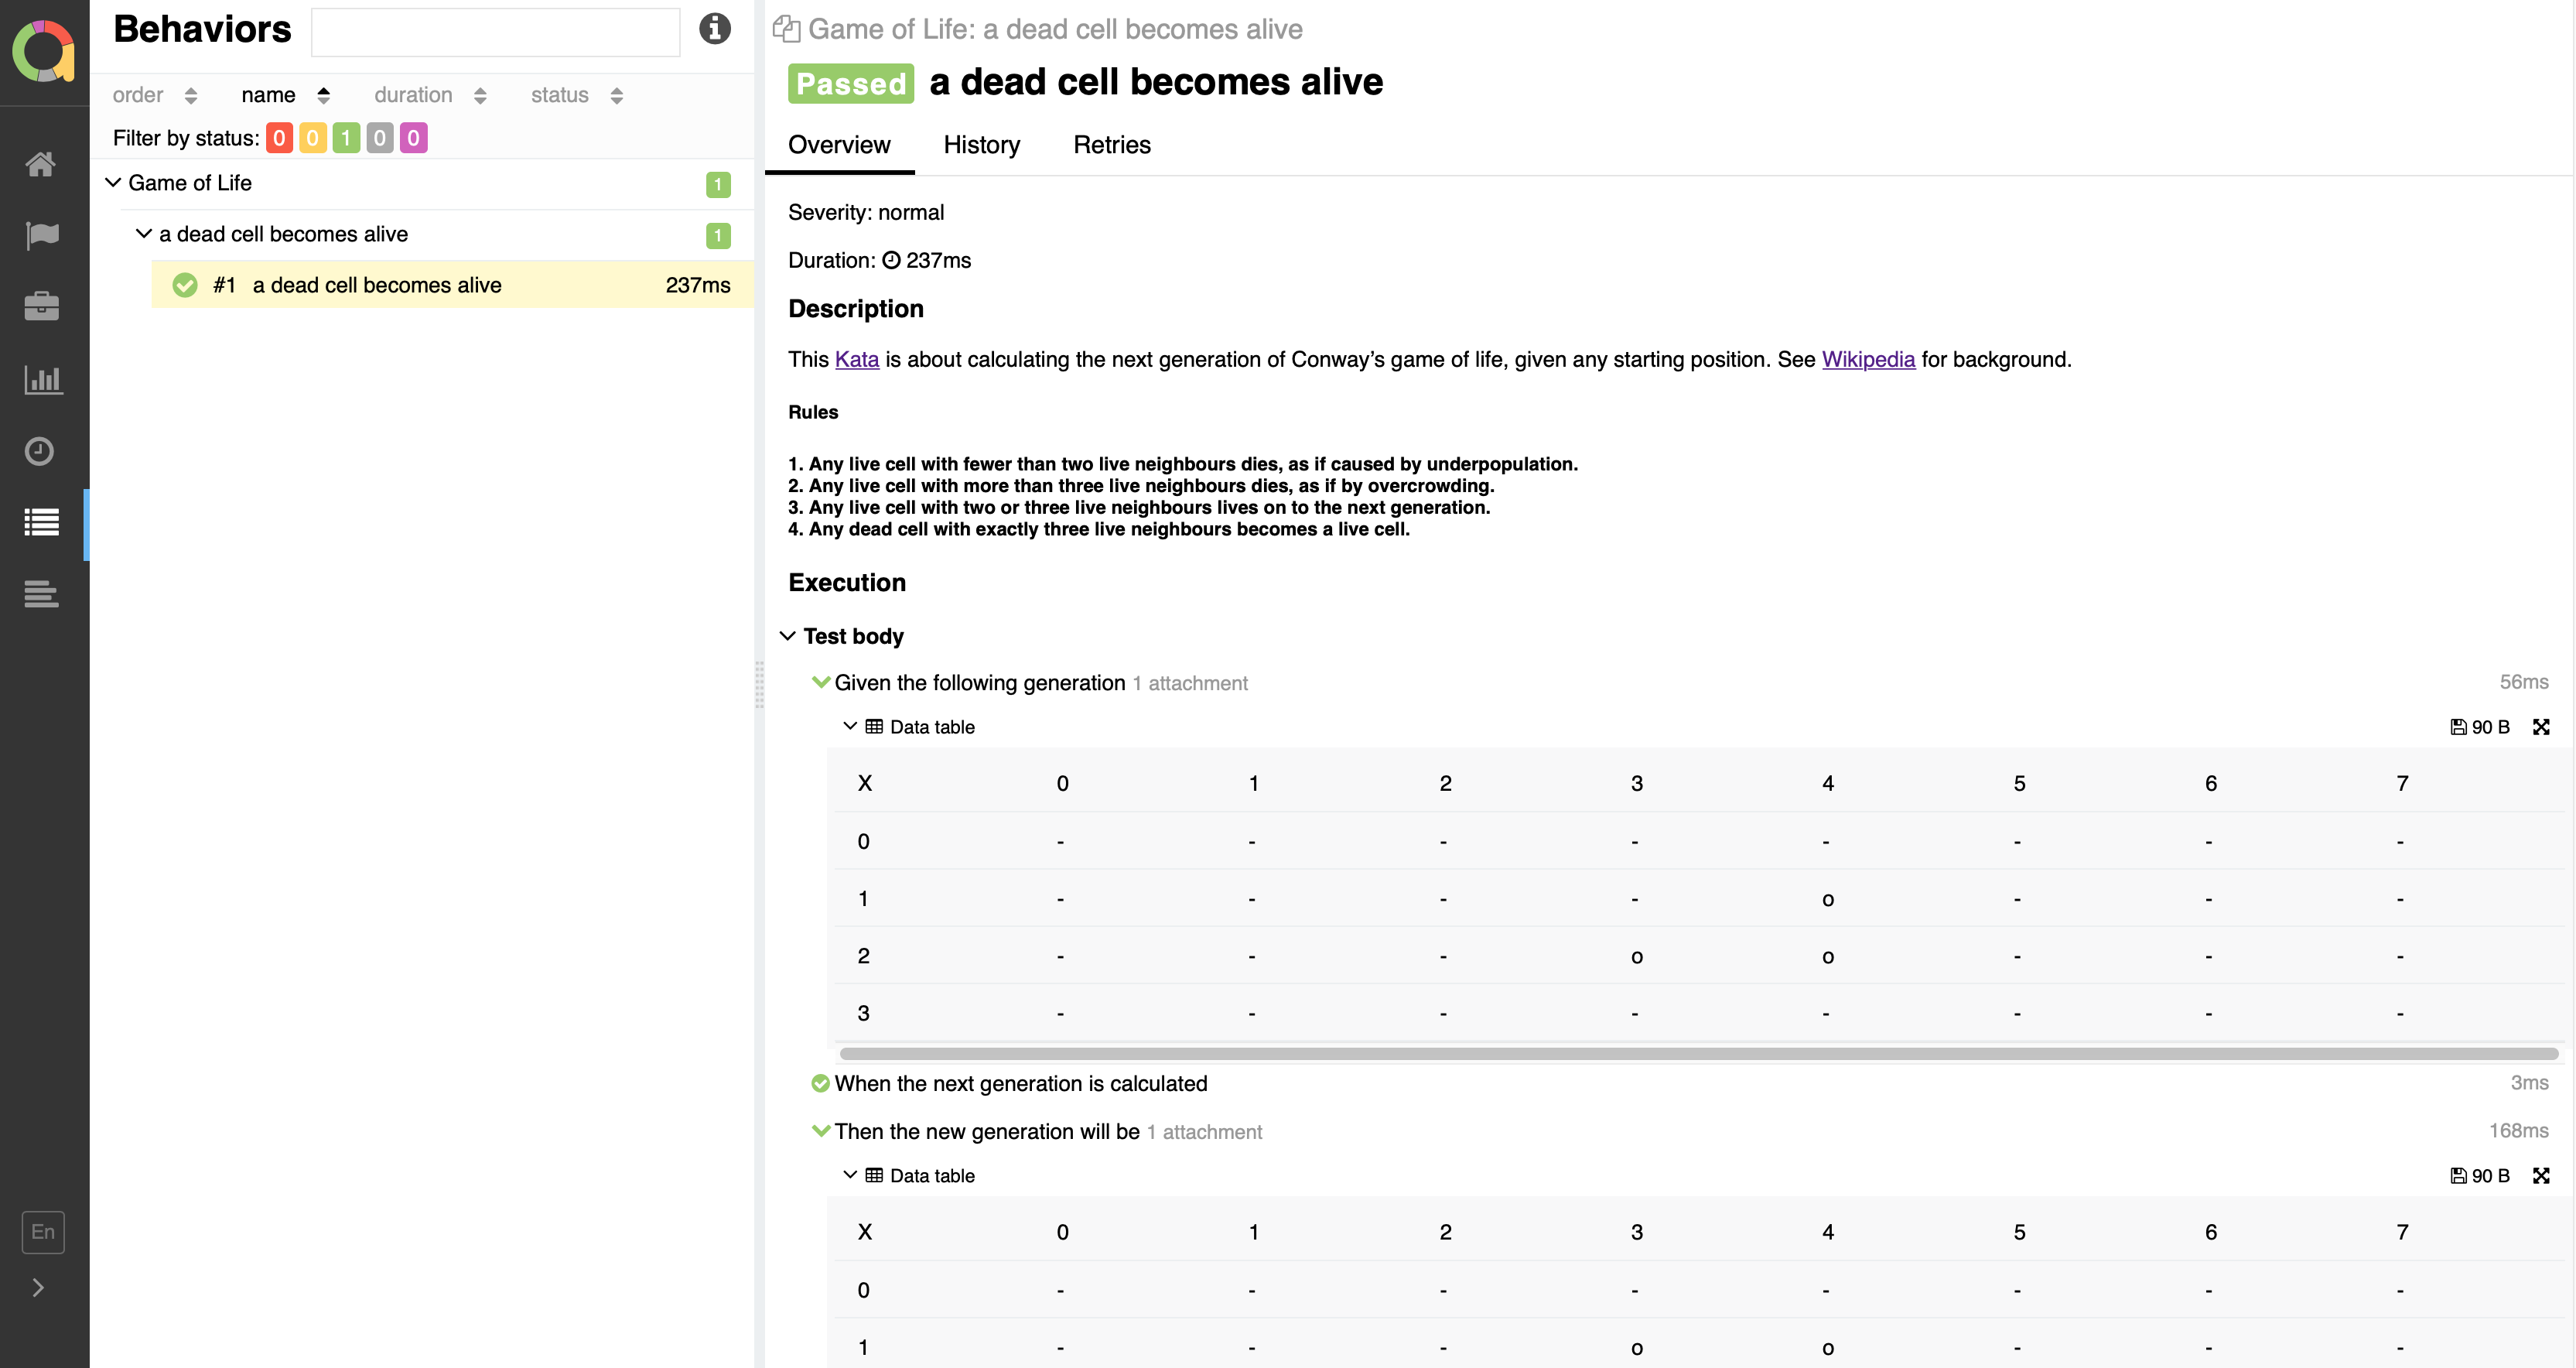 Behaviors
order name duration status
Filter by status: 0 0 1 0 0
Game of Life 1
a dead cell becomes alive 1
#1 a dead cell becomes alive 237ms
En
Game of Life: a dead cell becomes alive
Passed a dead cell becomes alive
Overview History Retries
Severity: normal
Duration: 237ms
Description
This Kata is about calculating the next generation of Conway’s game of life, given any starting position. See Wikipedia for background.
Rules
1. Any live cell with fewer than two live neighbours dies, as if caused by underpopulation.
2. Any live cell with more than three live neighbours dies, as if by overcrowding.
3. Any live cell with two or three live neighbours lives on to the next generation.
4. Any dead cell with exactly three live neighbours becomes a live cell.
Execution
Test body
Given the following generation 1 attachment 56ms
Data table 90 B
X 0 1 2 3 4 5 6 7
0 - - - - - - - -
1 - - - - o - - -
2 - - - o o - - -
3 - - - - - - - -
When the next generation is calculated 3ms
Then the new generation will be 1 attachment 168ms
Data table 90 B
X 0 1 2 3 4 5 6 7
0 - - - - - - - -
1 - - - o o - - -